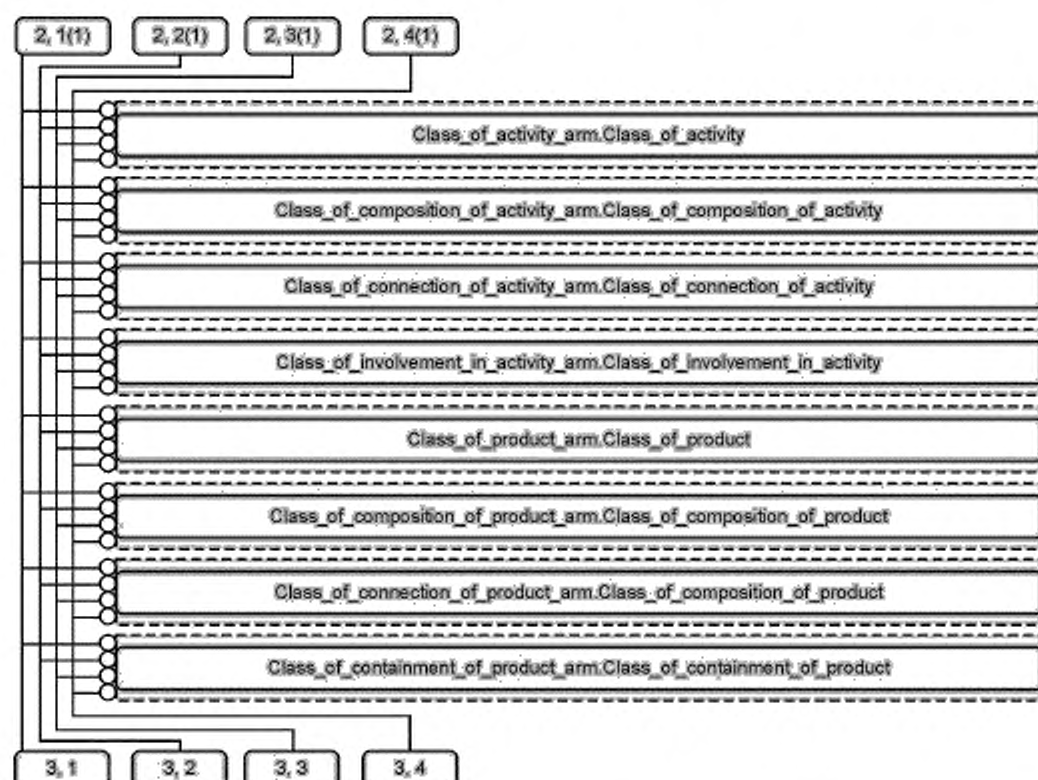 2, 1(1) 2, 2(1) 2, 3(1) 2, 4(1)
Class_of_activity_arm.Class_of_activity
Class_of_composition_of_activity_arm.Class_of_composition_of_activity
Class_of_connection_of_activity_arm.Class_of_connection_of_activity
Class_of_involvement_in_activity_arm.Class_of_involvement_in_activity
Class_of_product_arm.Class_of_product
Class_of_composition_of_product_arm.Class_of_composition_of_product
Class_of_connection_of_product_arm.Class_of_composition_of_product
Class_of_containment_of_product_arm.Class_of_containment_of_product
3, 1 3, 2 3, 3 3, 4